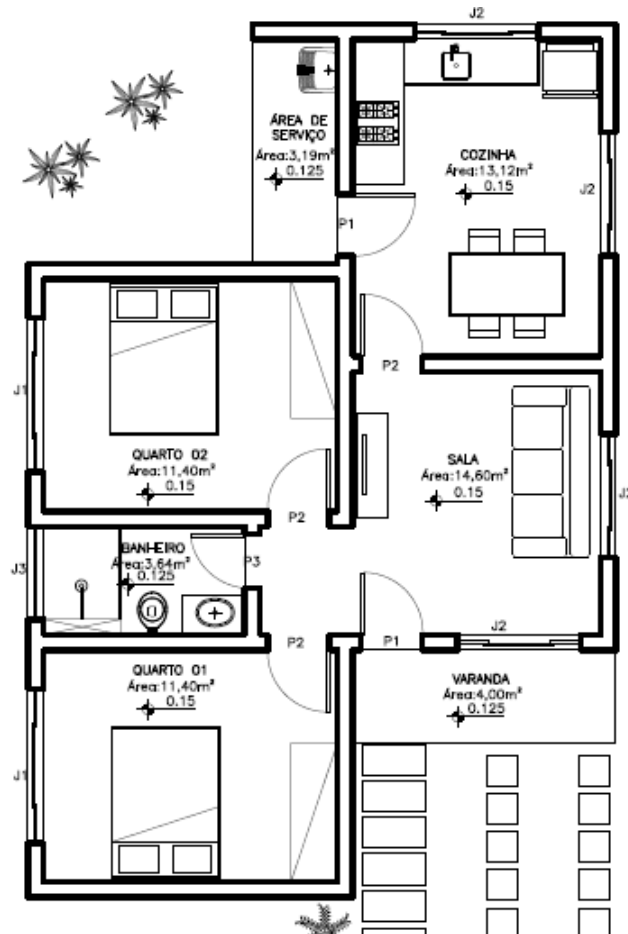 J2
ÁREA DE
SERVIÇO
Área:3,19m²
0.125
COZINHA
Área:13,12m²
0.15
J2
P1
P2
J1
QUARTO 02
Área:11,40m²
0.15
SALA
Área:14,60m²
0.15
P2
BANHEIRO
Área:3,64m²
0.125
P3
J3
J2
P2
P1
QUARTO 01
Área:11,40m²
0.15
VARANDA
Área:4,00m²
0.125
J1